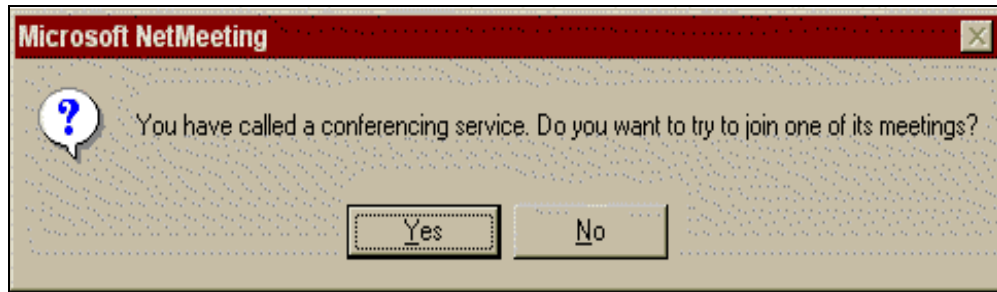 Microsoft NetMeeting
You have called a conferencing service. Do you want to try to join one of its meetings?
Yes
No